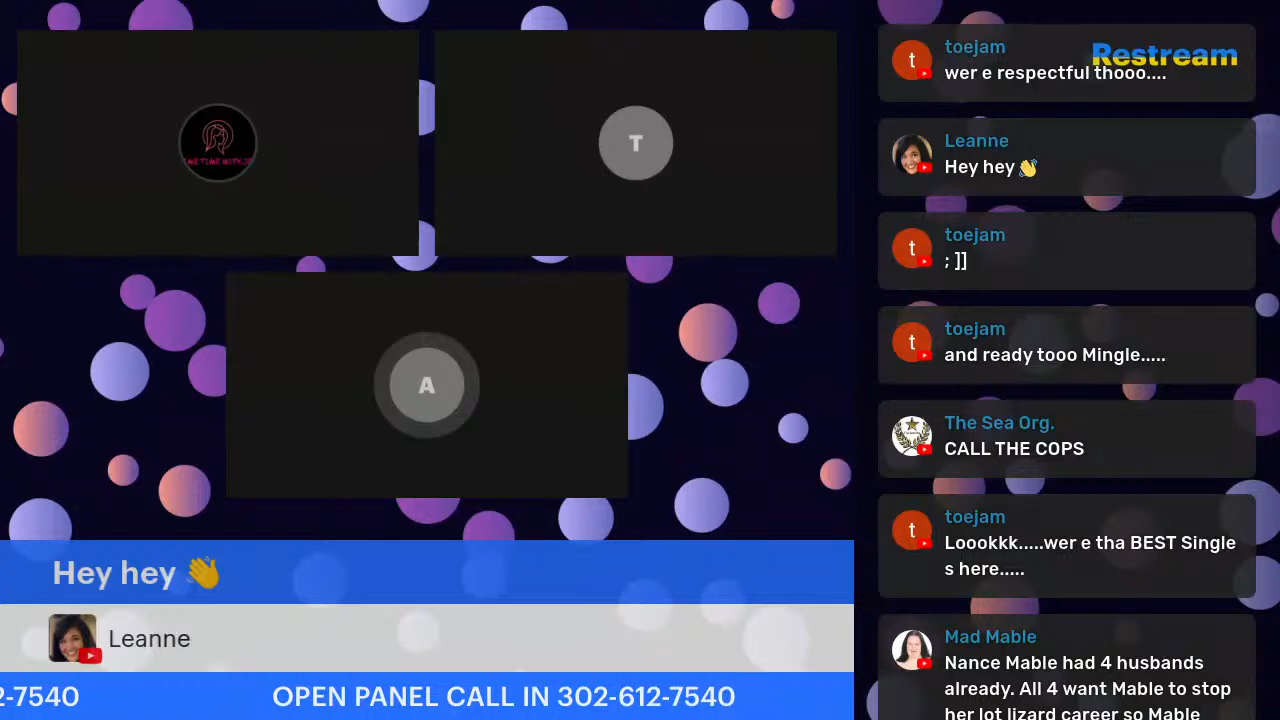 T
A
Hey hey 👋
Leanne
2-7540
OPEN PANEL CALL IN 302-612-7540
Restream
t
toejam
wer e respectful thooo....
Leanne
Hey hey 👋
t
toejam
; ]]
t
toejam
and ready tooo Mingle.....
The Sea Org.
CALL THE COPS
t
toejam
Loookkk.....wer e tha BEST Single
s here.....
Mad Mable
Nance Mable had 4 husbands
already. All 4 want Mable to stop
her lot lizard career so Mable